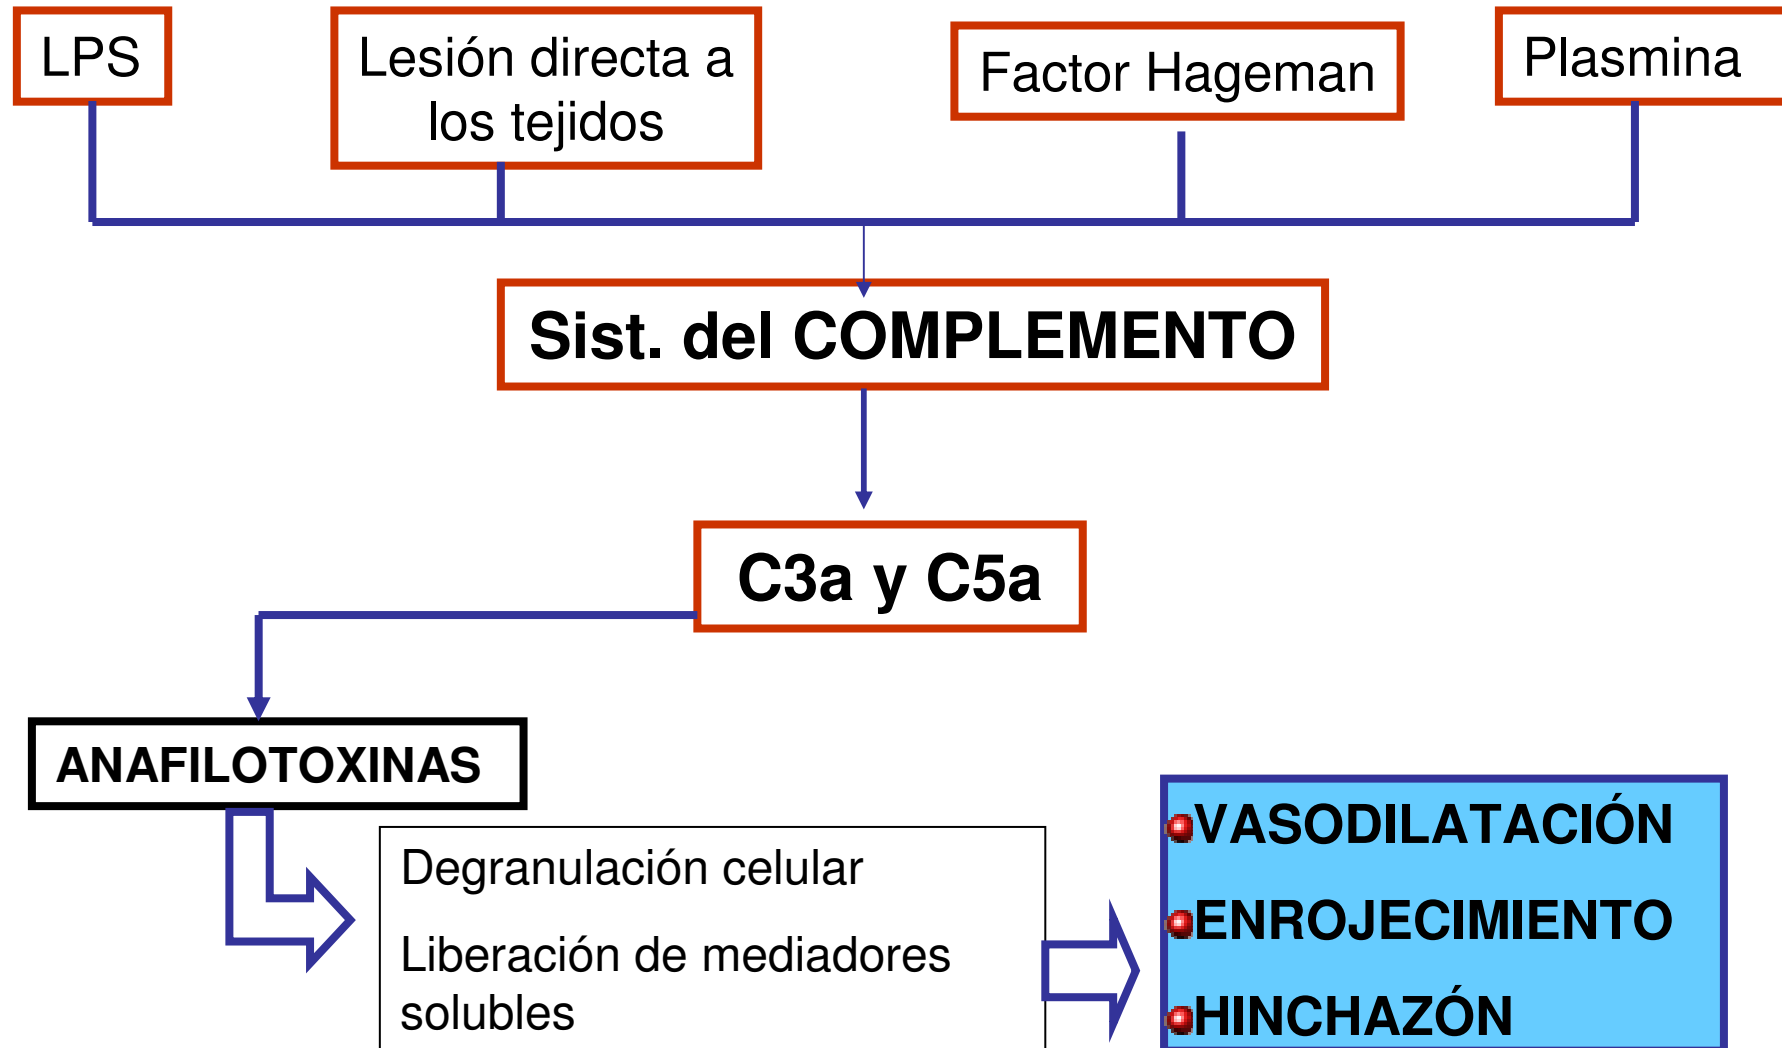 LPS
Lesión directa a
los tejidos
Factor Hageman
Plasmina
Sist. del COMPLEMENTO
C3a y C5a
ANAFILOTOXINAS
Degranulación celular
Liberación de mediadores
solubles
VASODILATACIÓN
ENROJECIMIENTO
HINCHAZÓN